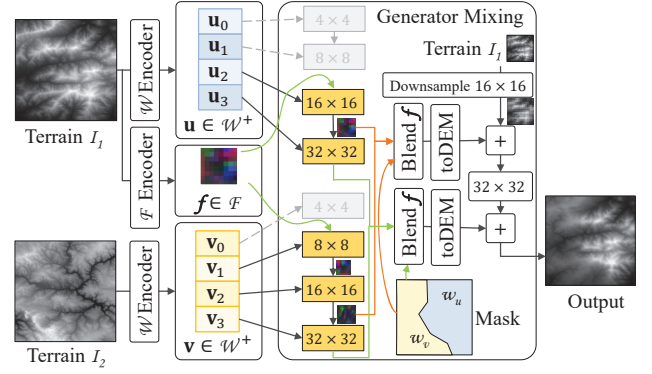 Generator Mixing
𝒲 Encoder
Terrain I₁
u₀
u₁
u₂
u₃
u ∈ 𝒲⁺
ℱ Encoder
f ∈ ℱ
𝒲 Encoder
Terrain I₂
v₀
v₁
v₂
v₃
v ∈ 𝒲⁺
4 × 4
8 × 8
16 × 16
32 × 32
4 × 4
8 × 8
16 × 16
32 × 32
Terrain I₁
Downsample 16 × 16
Blend f
toDEM
+
32 × 32
Blend f
toDEM
+
w_u
w_v
Mask
Output